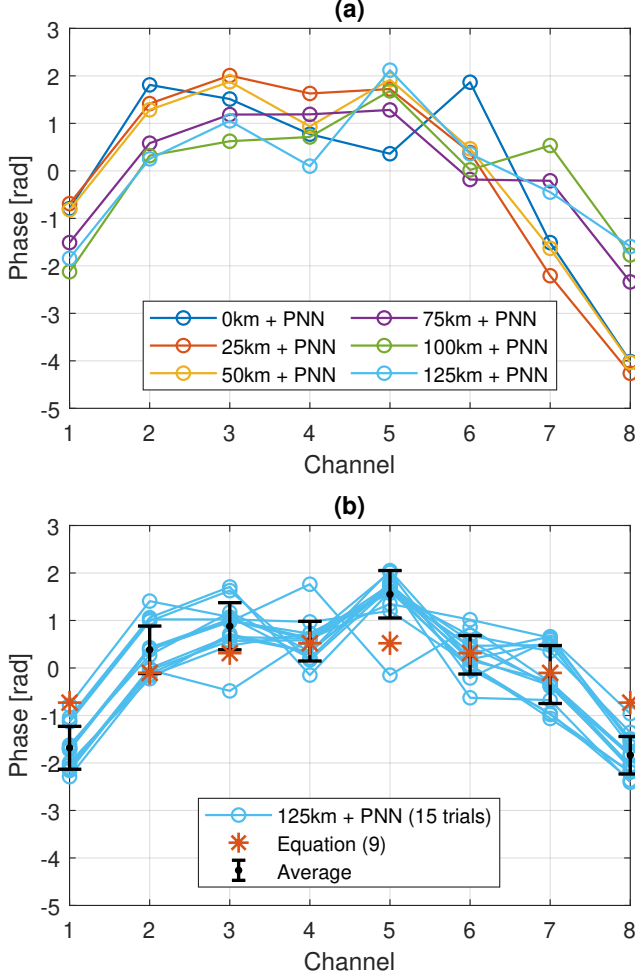 (a)
3
2
1
0
-1
-2
-3
-4
-5
Phase [rad]
0km + PNN
75km + PNN
25km + PNN
100km + PNN
50km + PNN
125km + PNN
1 2 3 4 5 6 7 8
Channel
(b)
3
2
1
0
-1
-2
-3
-4
-5
Phase [rad]
125km + PNN (15 trials)
Equation (9)
Average
1 2 3 4 5 6 7 8
Channel